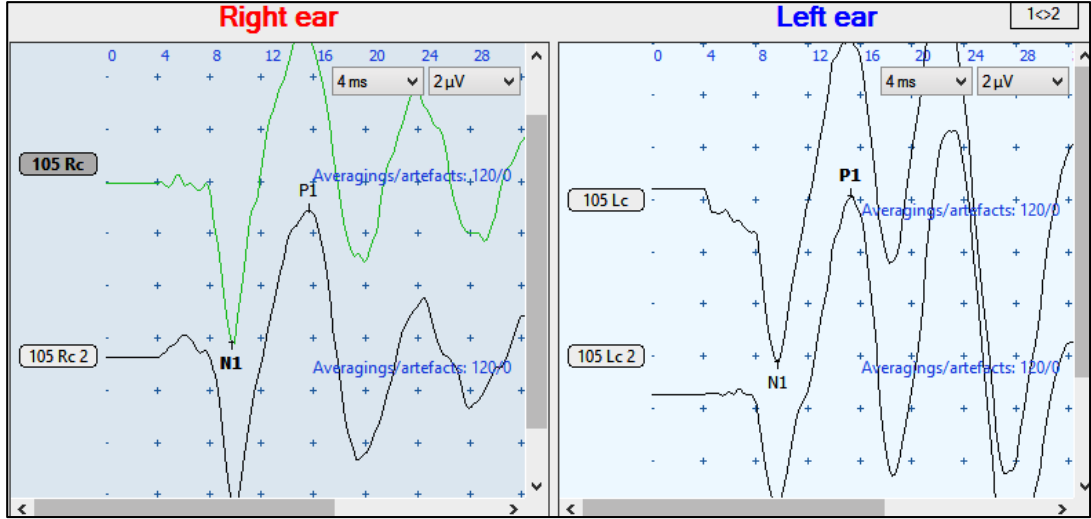 Right ear
0 4 8 12 16 20 24 28
4 ms 2 µV
105 Rc
Averagings/artefacts: 120/0
P1
105 Rc 2
N1
Averagings/artefacts: 120/0
Left ear
1<>2
0 4 8 12 16 20 24 28
4 ms 2 µV
P1
105 Lc
Averagings/artefacts: 120/0
105 Lc 2
Averagings/artefacts: 120/0
N1